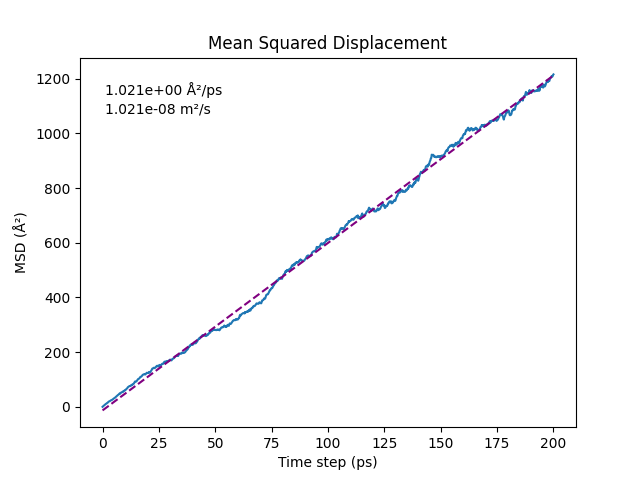 Mean Squared Displacement
1.021e+00 Å²/ps
1.021e-08 m²/s
MSD (Å²)
1200
1000
800
600
400
200
0
0 25 50 75 100 125 150 175 200
Time step (ps)